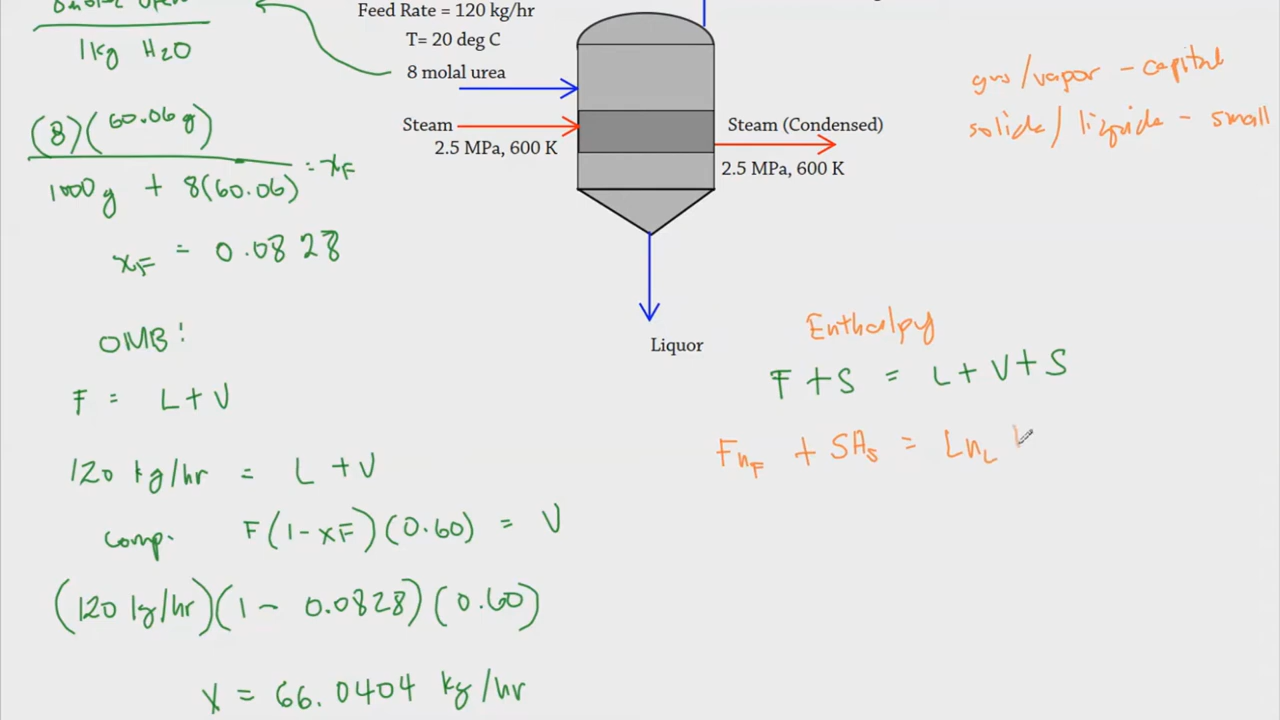 Feed Rate = 120 kg/hr
T= 20 deg C
8 molal urea
Steam
2.5 MPa, 600 K
Steam (Condensed)
2.5 MPa, 600 K
Liquor
1 kg H2O
(8)(60.06 g)
1000 g + 8(60.06) = xF
xF = 0.0828
OMB:
F = L + V
120 kg/hr = L + V
comp. F(1-xF)(0.60) = V
(120 kg/hr)(1 - 0.0828)(0.60)
X = 66.0404 kg/hr
gas/vapor - capital
solids/liquids - small
Enthalpy
F + S = L + V + S
FhF + SHS = LhL